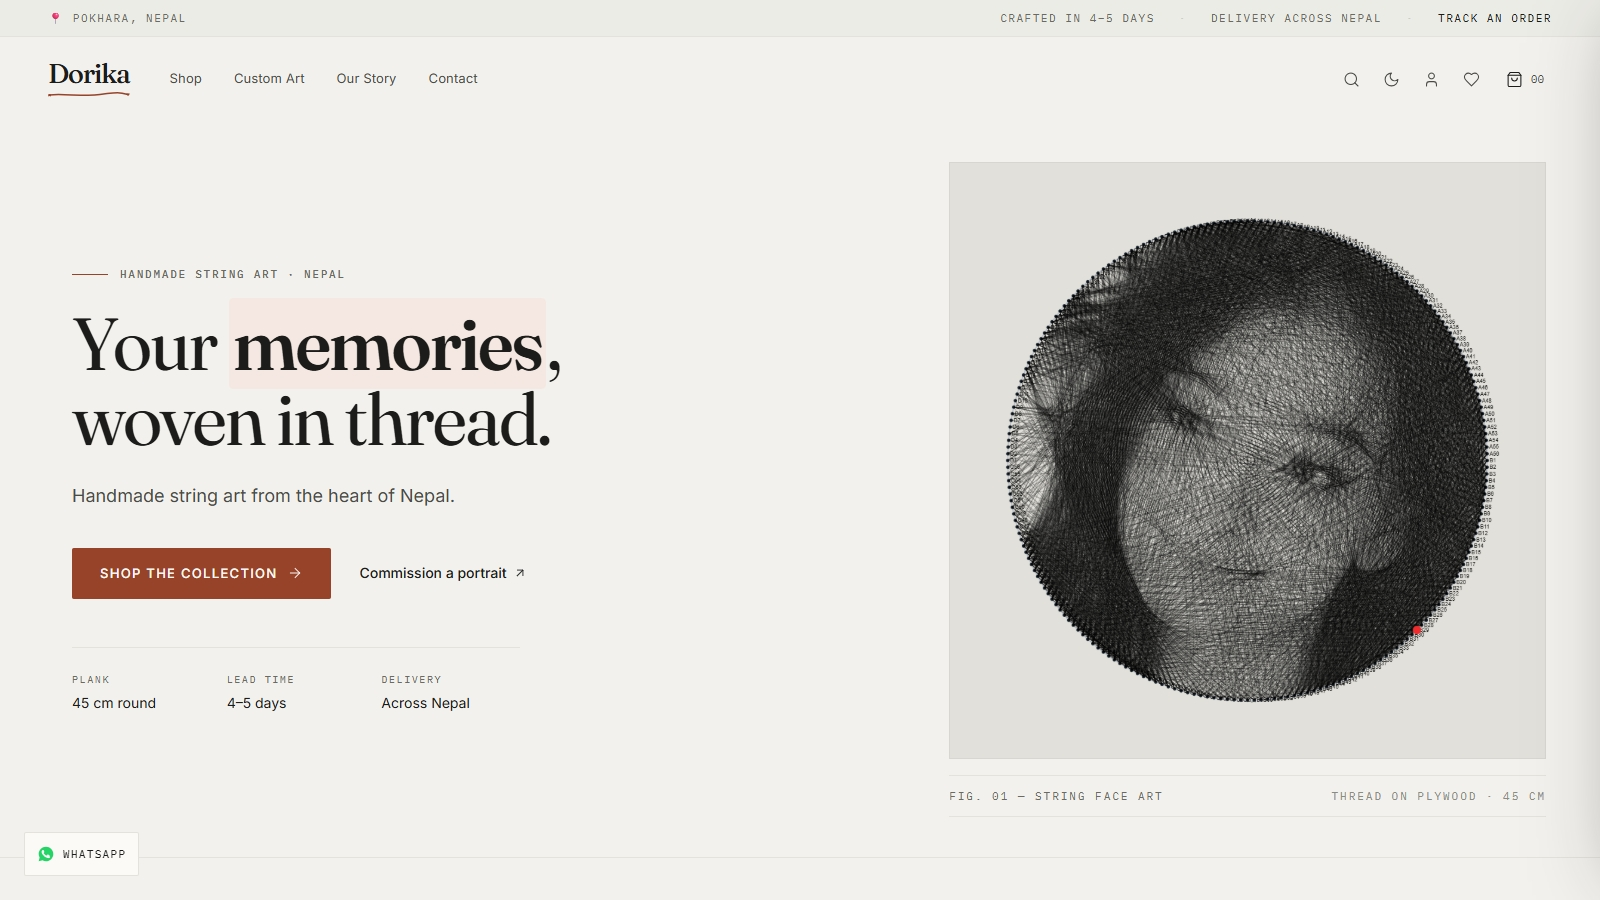 POKHARA, NEPAL
CRAFTED IN 4–5 DAYS · DELIVERY ACROSS NEPAL · TRACK AN ORDER
Dorika
Shop Custom Art Our Story Contact
00
HANDMADE STRING ART · NEPAL
Your memories,
woven in thread.
Handmade string art from the heart of Nepal.
SHOP THE COLLECTION →
Commission a portrait ↗
PLANK LEAD TIME DELIVERY
45 cm round 4–5 days Across Nepal
FIG. 01 — STRING FACE ART
THREAD ON PLYWOOD · 45 CM
WHATSAPP